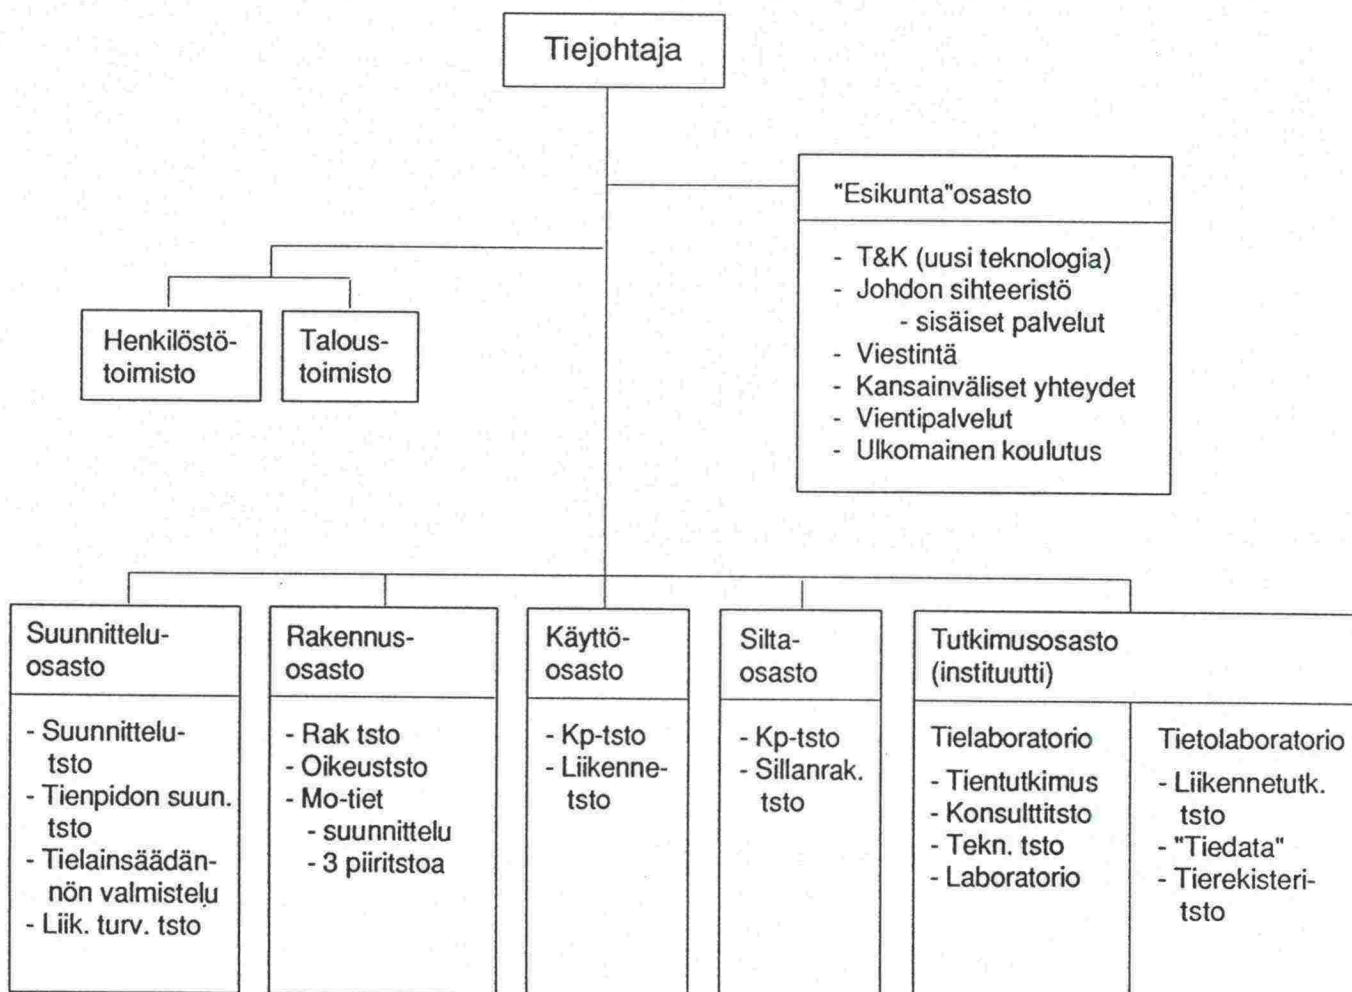 Tiejohtaja
"Esikunta"osasto
- T&K (uusi teknologia)
- Johdon sihteeristö
- sisäiset palvelut
- Viestintä
- Kansainväliset yhteydet
- Vientipalvelut
- Ulkomainen koulutus
Henkilöstö-
toimisto
Talous-
toimisto
Suunnittelu-
osasto
- Suunnittelu-
tsto
- Tienpidon suun.
tsto
- Tielainsäädän-
nön valmistelu
- Liik. turv. tsto
Rakennus-
osasto
- Rak tsto
- Oikeuststo
- Mo-tiet
- suunnittelu
- 3 piiritstoa
Käyttö-
osasto
- Kp-tsto
- Liikenne-
tsto
Silta-
osasto
- Kp-tsto
- Sillanrak.
tsto
Tutkimusosasto
(instituutti)
Tielaboratorio
- Tientutkimus
- Konsulttitsto
- Tekn. tsto
- Laboratorio
Tietolaboratorio
- Liikennetutk.
tsto
- "Tiedata"
- Tierekisteri-
tsto